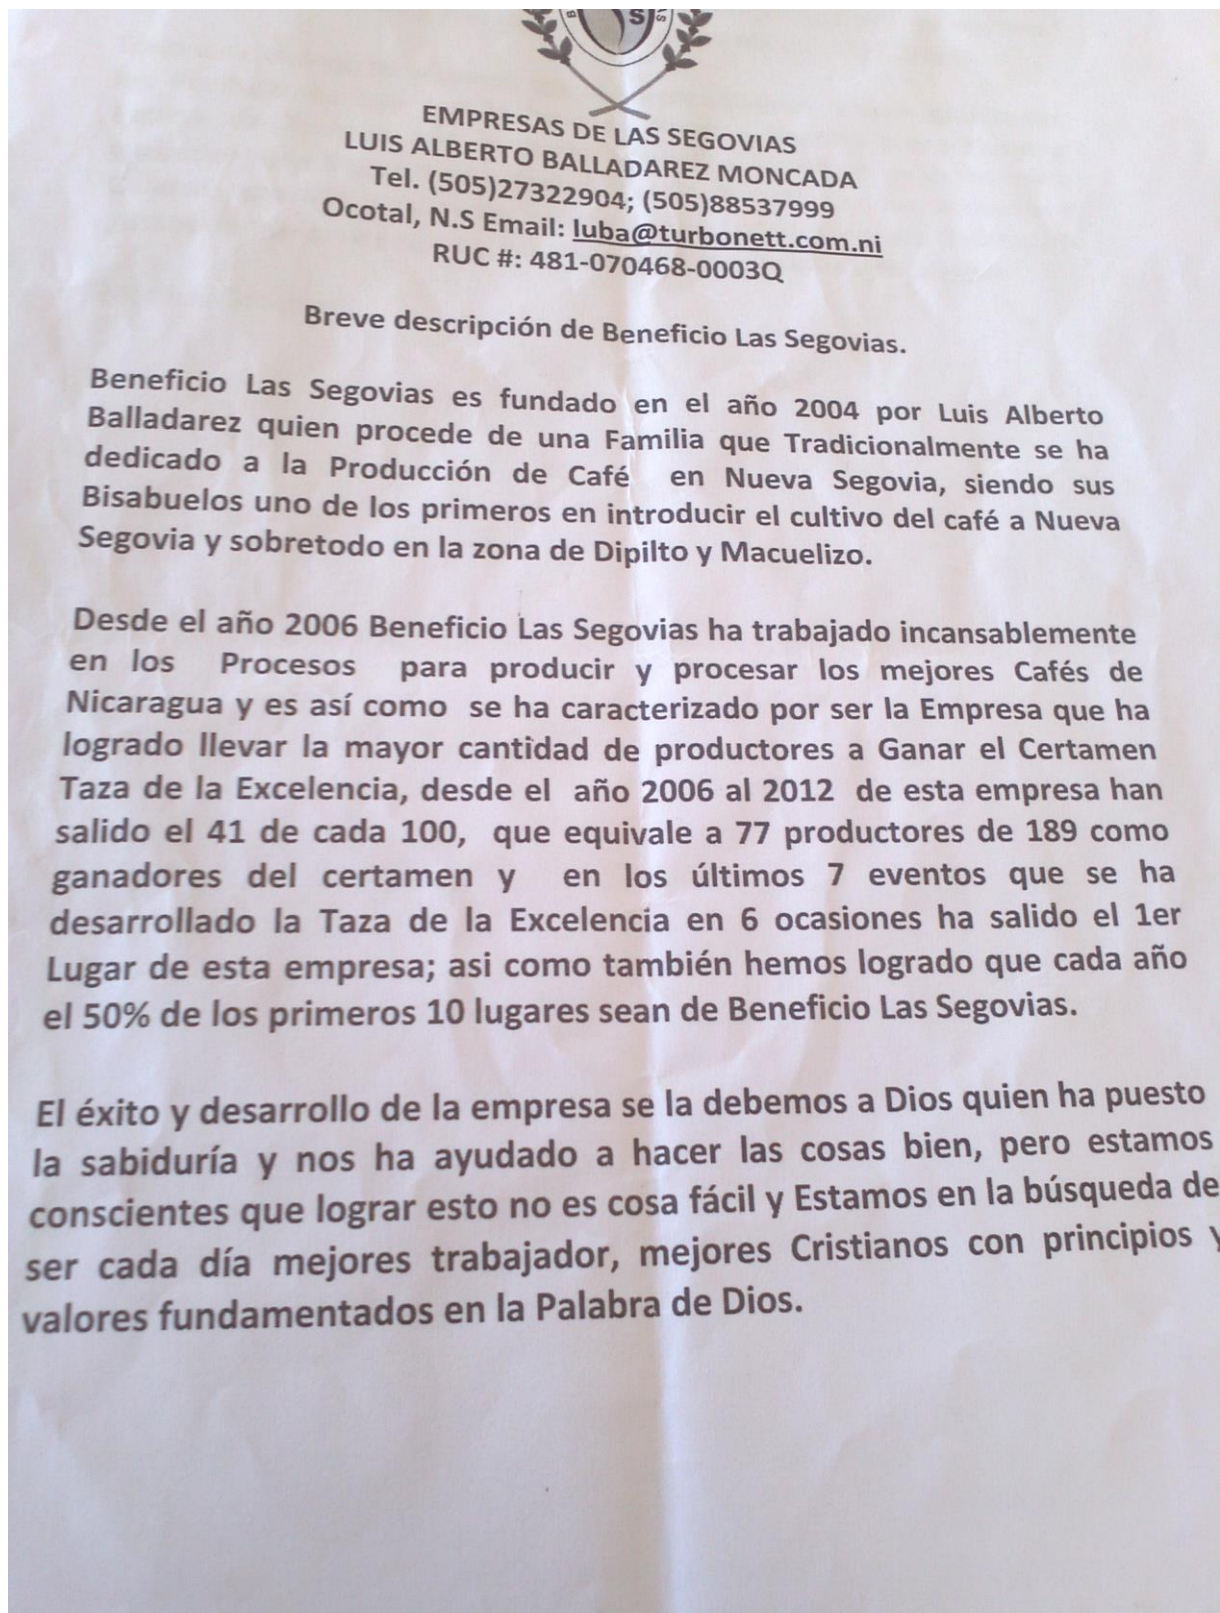 EMPRESAS DE LAS SEGOVIAS
LUIS ALBERTO BALLADAREZ MONCADA
Tel. (505)27322904; (505)88537999
Ocotal, N.S Email: luba@turbonett.com.ni
RUC #: 481-070468-0003Q
Breve descripción de Beneficio Las Segovias.
Beneficio Las Segovias es fundado en el año 2004 por Luis Alberto
Balladarez quien procede de una Familia que Tradicionalmente se ha
dedicado a la Producción de Café en Nueva Segovia, siendo sus
Bisabuelos uno de los primeros en introducir el cultivo del café a Nueva
Segovia y sobretodo en la zona de Dipilto y Macuelizo.
Desde el año 2006 Beneficio Las Segovias ha trabajado incansablemente
en los Procesos para producir y procesar los mejores Cafés de
Nicaragua y es así como se ha caracterizado por ser la Empresa que ha
logrado llevar la mayor cantidad de productores a Ganar el Certamen
Taza de la Excelencia, desde el año 2006 al 2012 de esta empresa han
salido el 41 de cada 100, que equivale a 77 productores de 189 como
ganadores del certamen y en los últimos 7 eventos que se ha
desarrollado la Taza de la Excelencia en 6 ocasiones ha salido el 1er
Lugar de esta empresa; asi como también hemos logrado que cada año
el 50% de los primeros 10 lugares sean de Beneficio Las Segovias.
El éxito y desarrollo de la empresa se la debemos a Dios quien ha puesto
la sabiduría y nos ha ayudado a hacer las cosas bien, pero estamos
conscientes que lograr esto no es cosa fácil y Estamos en la búsqueda de
ser cada día mejores trabajador, mejores Cristianos con principios y
valores fundamentados en la Palabra de Dios.